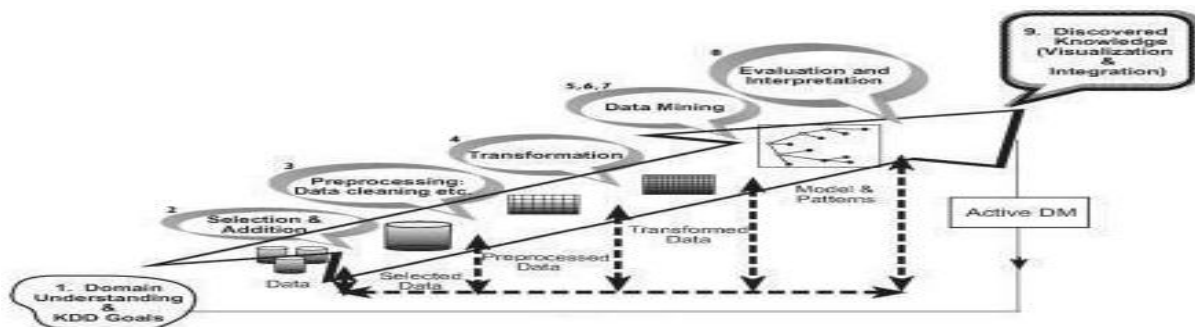 1. Domain
Understanding
&
KDD Goals
2
Selection &
Addition
Data
3
Preprocessing:
Data cleaning etc.
Selected
Data
4
Transformation
Preprocessed
Data
5,6,7
Data Mining
Transformed
Data
8
Evaluation and
Interpretation
Model &
Patterns
9. Discovered
Knowledge
(Visualization
&
Integration)
Active DM